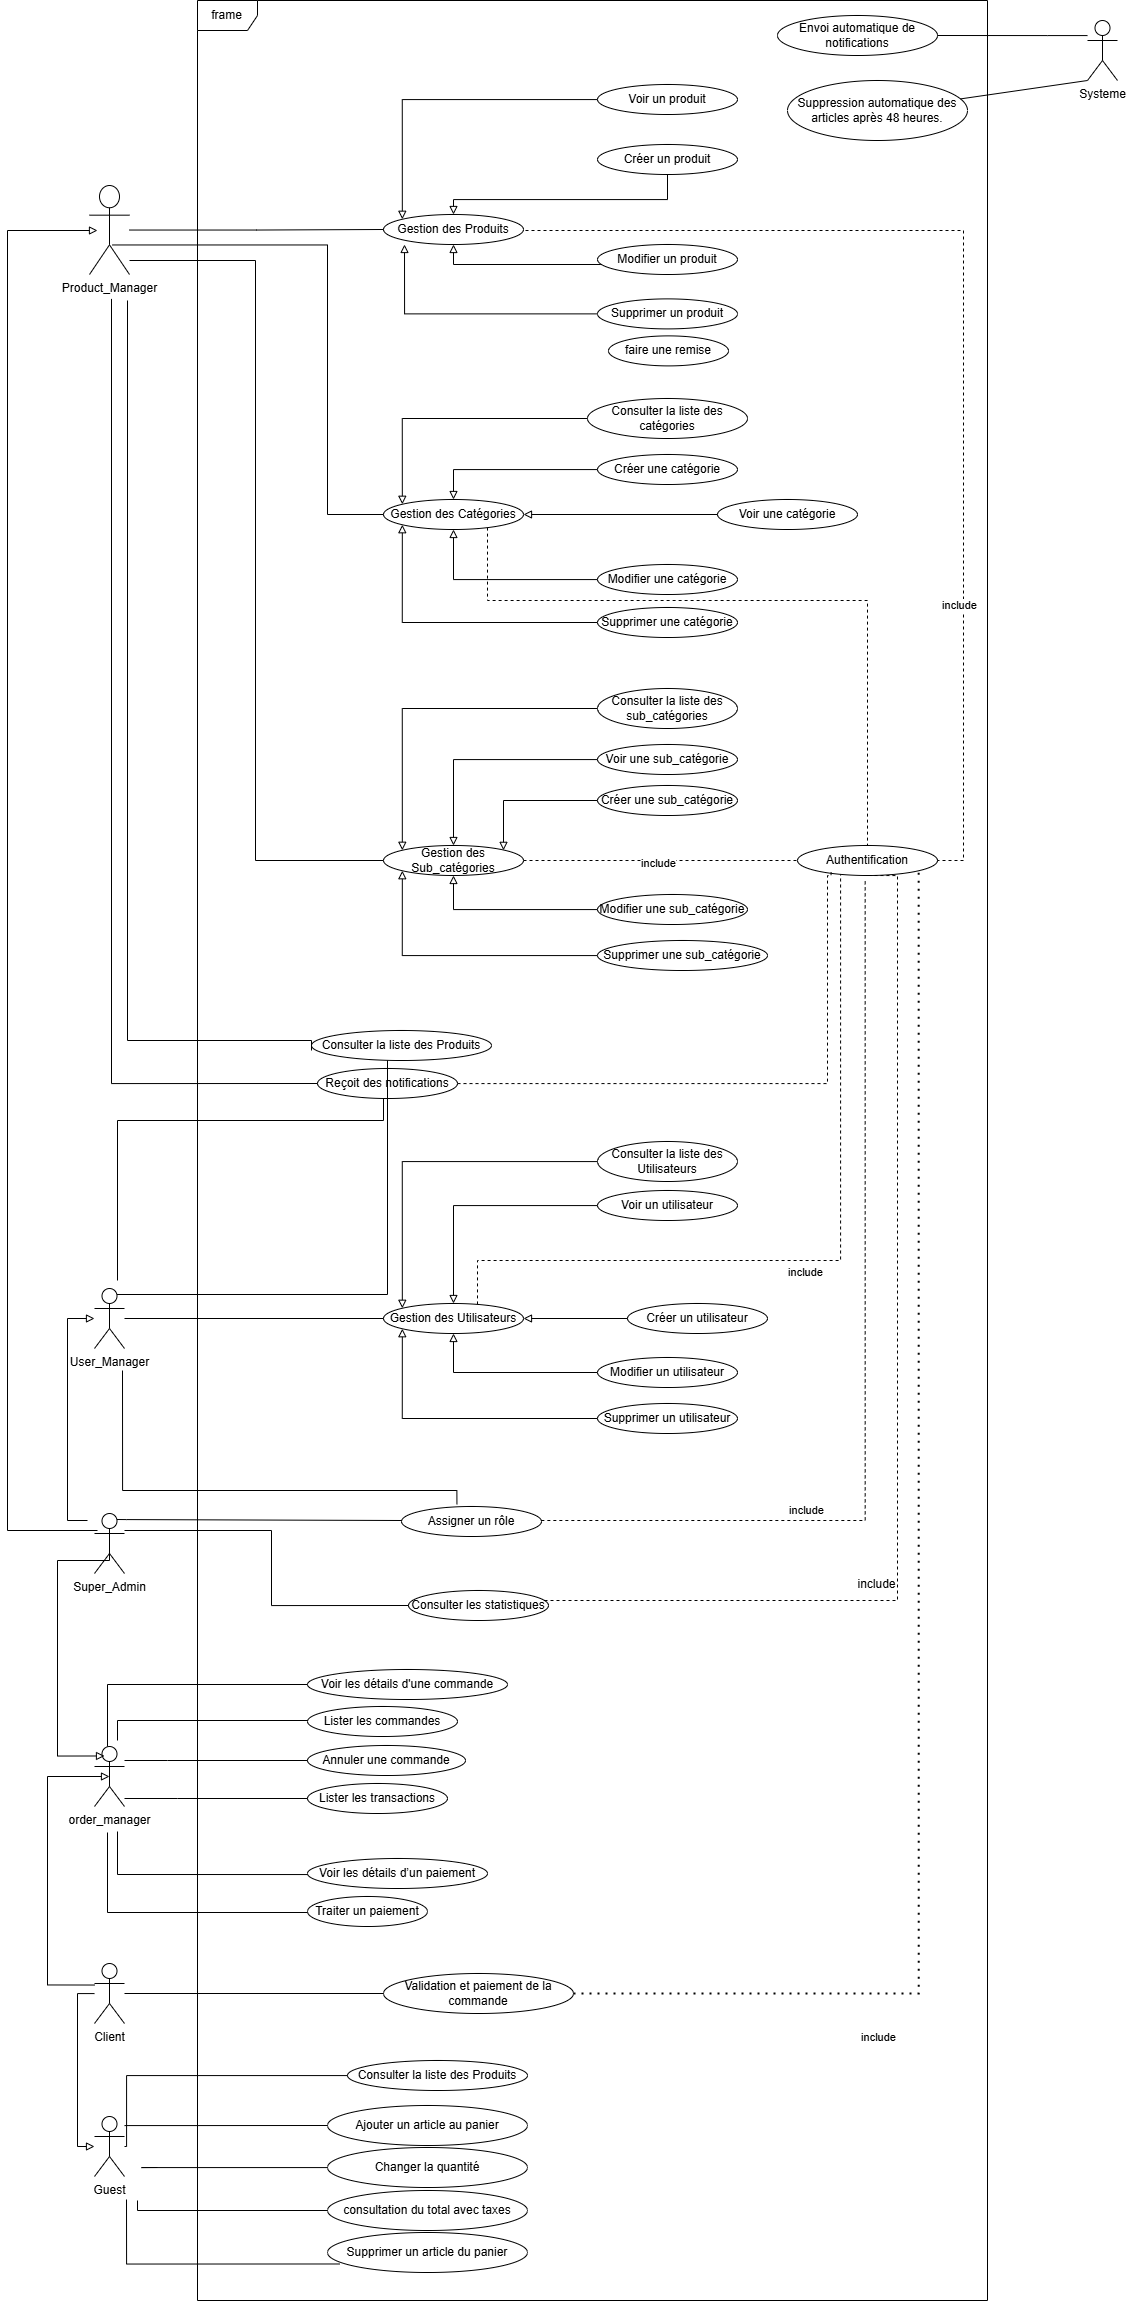 frame
Envoi automatique de
notifications
Systeme
Suppression automatique des
articles après 48 heures.
Voir un produit
Créer un produit
Gestion des Produits
Modifier un produit
Product_Manager
Supprimer un produit
faire une remise
Consulter la liste des
catégories
Créer une catégorie
Gestion des Catégories
Voir une catégorie
Modifier une catégorie
include
Supprimer une catégorie
Consulter la liste des
sub_catégories
Voir une sub_catégorie
Créer une sub_catégorie
Gestion des
Sub_catégories
include
Authentification
Modifier une sub_catégorie
Supprimer une sub_catégorie
Consulter la liste des Produits
Reçoit des notifications
Consulter la liste des
Utilisateurs
Voir un utilisateur
include
Gestion des Utilisateurs
Créer un utilisateur
User_Manager
Modifier un utilisateur
Supprimer un utilisateur
include
Assigner un rôle
Super_Admin
include
Consulter les statistiques
Voir les détails d'une commande
Lister les commandes
Annuler une commande
Lister les transactions
order_manager
Voir les détails d'un paiement
Traiter un paiement
Validation et paiement de la
commande
Client
include
Consulter la liste des Produits
Ajouter un article au panier
Changer la quantité
Guest
consultation du total avec taxes
Supprimer un article du panier